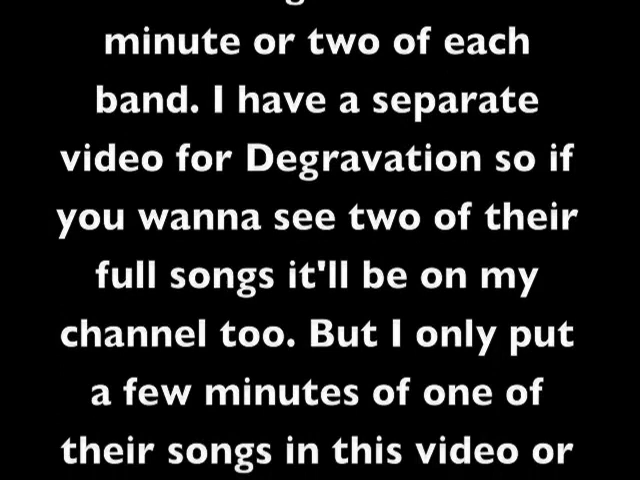 minute or two of each
band. I have a separate
video for Degravation so if
you wanna see two of their
full songs it'll be on my
channel too. But I only put
a few minutes of one of
their songs in this video or